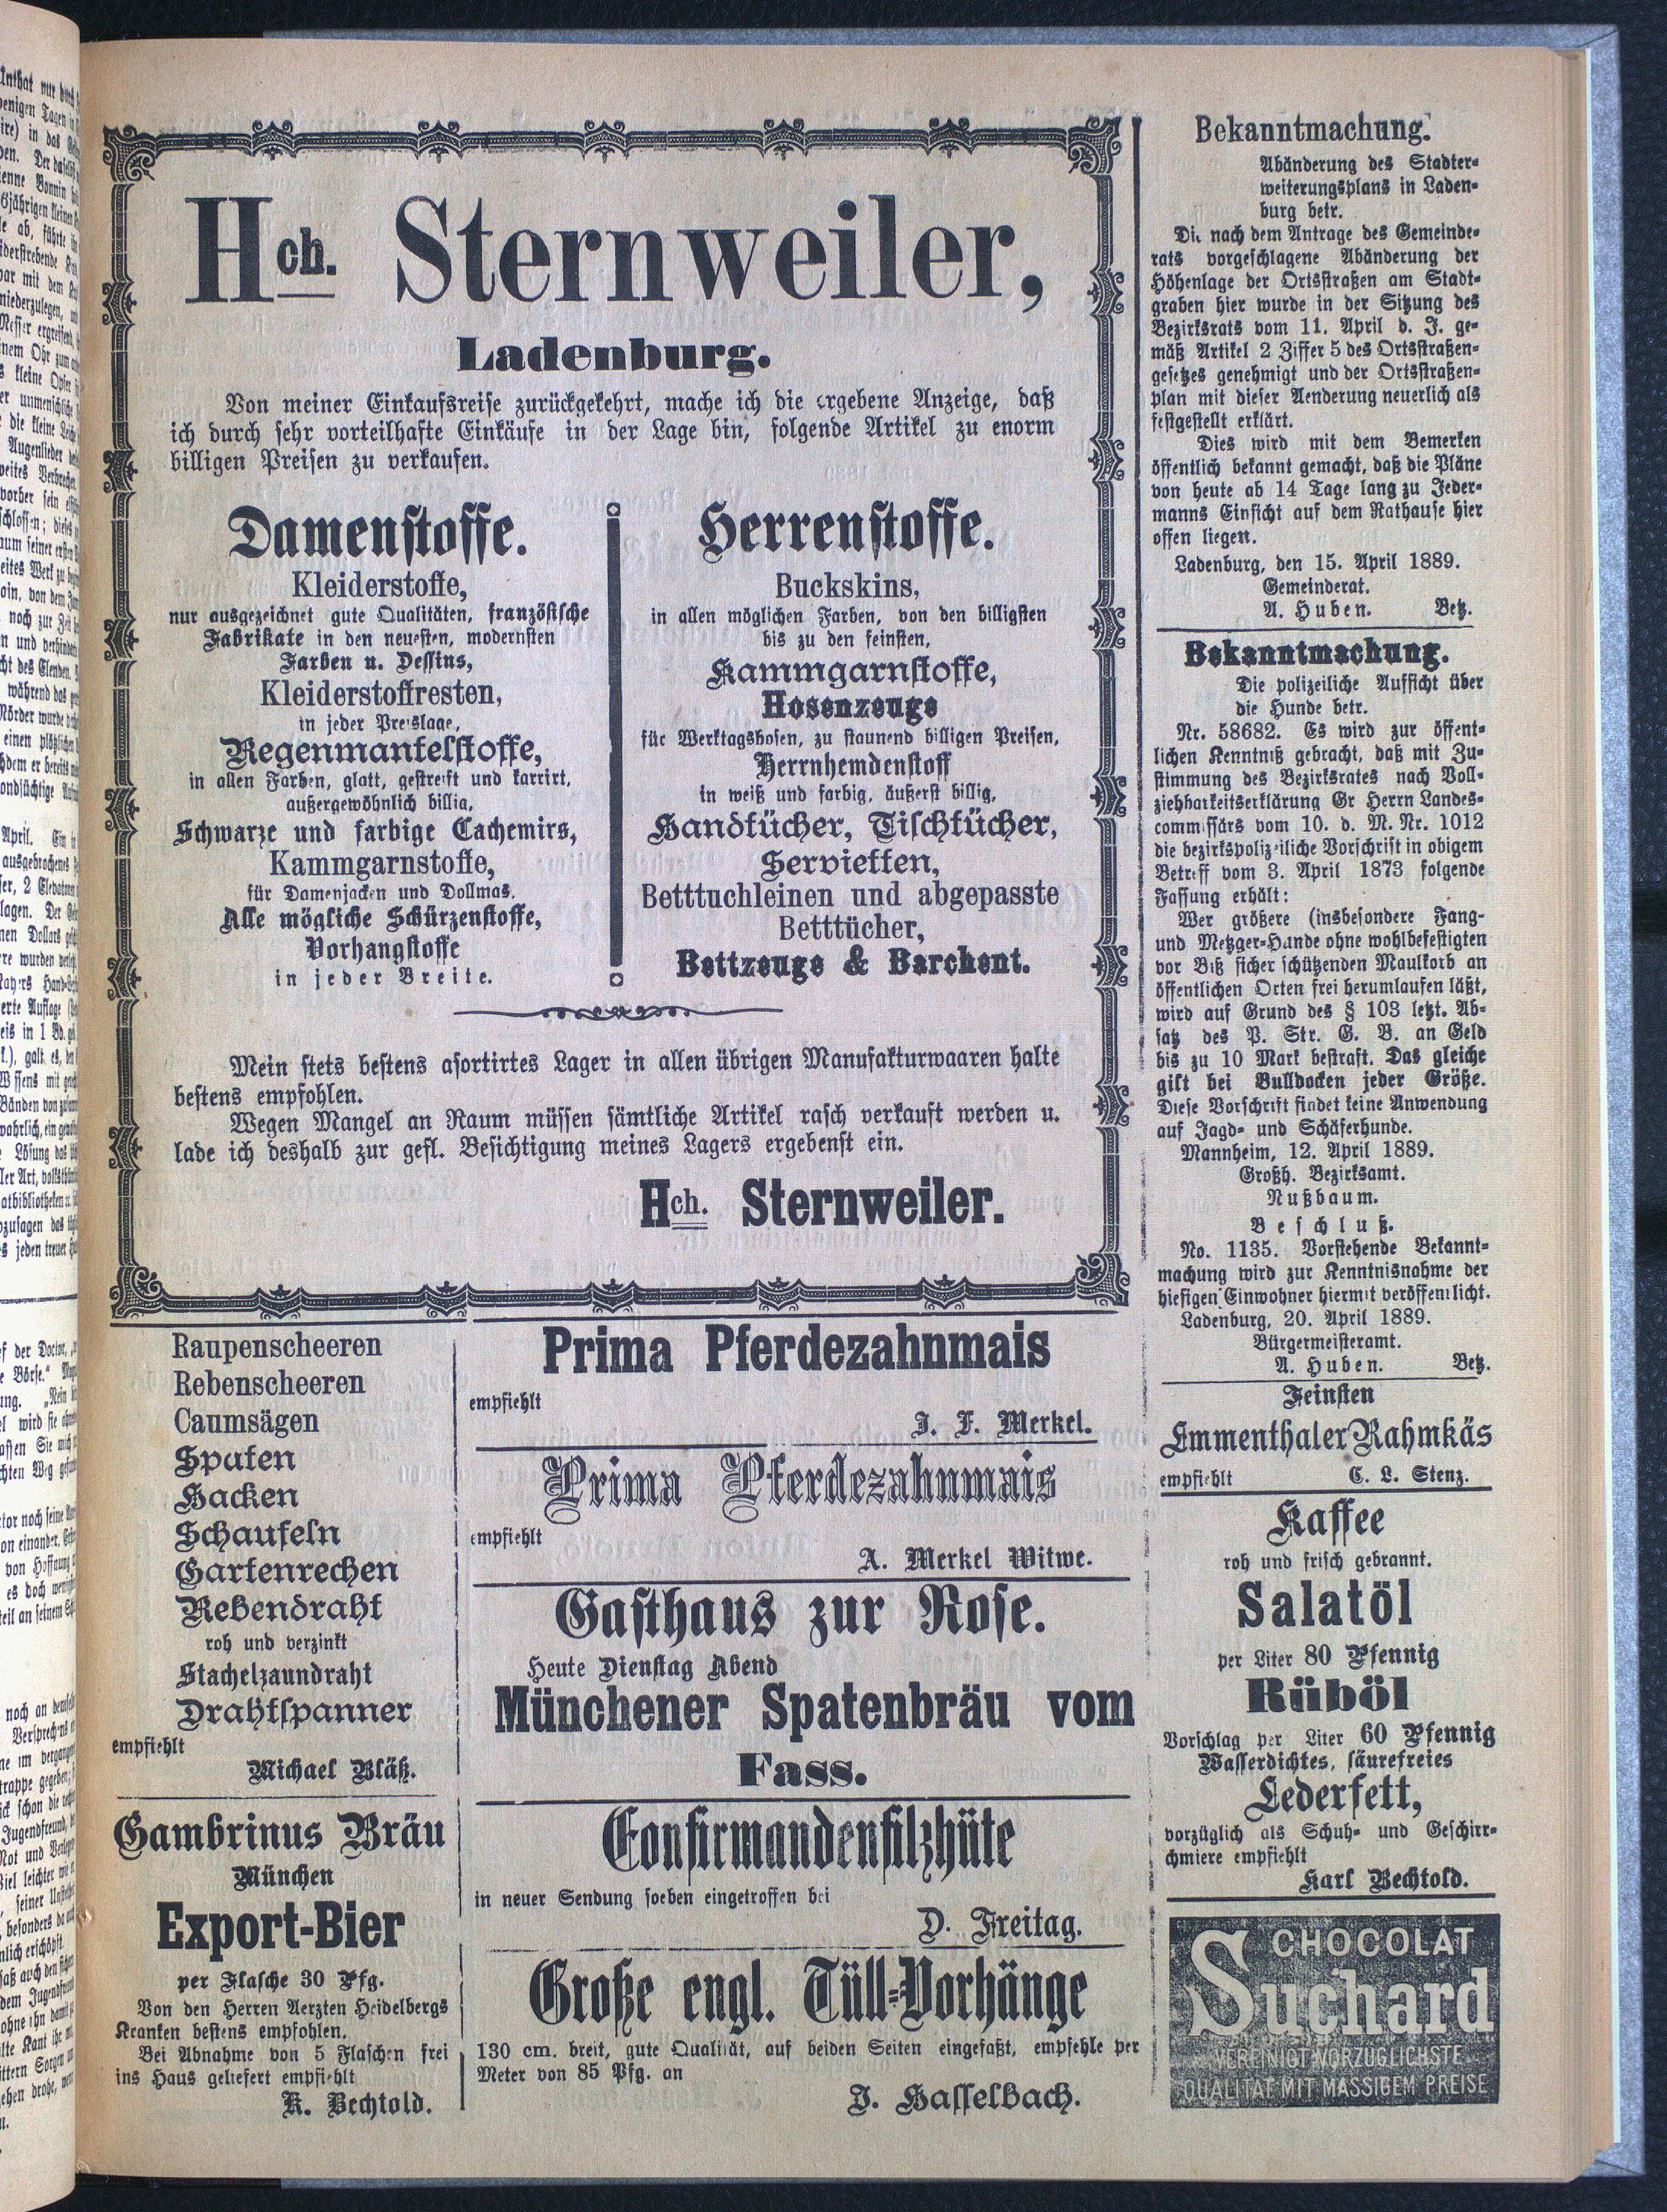 Hch. Sternweiler,
Ladenburg.
Von meiner Einkaufsreise zurückgekehrt, mache ich die ergebene Anzeige, daß
ich durch sehr vorteilhafte Einkäufe in der Lage bin, folgende Artikel zu enorm
billigen Preisen zu verkaufen.
Damenstoffe.
Kleiderstoffe,
nur ausgezeichnet gute Qualitäten, französische
Fabrikate in den neuesten, modernsten
Farben u. Dessins,
Kleiderstoffresten,
in jeder Preislage,
Regenmantelstoffe,
in allen Farben, glatt, gestreift und karrirt,
außergewöhnlich billig,
Schwarze und farbige Cachemirs,
Kammgarnstoffe,
für Damenjacken und Dollmas.
Alle mögliche Schürzenstoffe,
Vorhangstoffe
in jeder Breite.
Herrenstoffe.
Buckskins,
in allen möglichen Farben, von den billigsten
bis zu den feinsten,
Kammgarnstoffe,
Hosenzeuge
für Werktagshosen, zu staunend billigen Preisen,
Herrnhemdenstoff
in weiß und farbig, äußerst billig,
Handtücher, Tischtücher,
Servietten,
Betttuchleinen und abgepasste
Betttücher,
Bettzeuge & Barchent.
Mein stets bestens asortirtes Lager in allen übrigen Manufakturwaaren halte
bestens empfohlen.
Wegen Mangel an Raum müssen sämtliche Artikel rasch verkauft werden u.
lade ich deshalb zur gefl. Besichtigung meines Lagers ergebenst ein.
Hch. Sternweiler.
Raupenscheeren
Rebenscheeren
Caumsägen
Spaten
Hacken
Schaufeln
Gartenrechen
Rebendraht
roh und verzinkt
Stachelzaundraht
Drahtspanner
empfiehlt
Michael Bläß.
Gambrinus Bräu
München
Export-Bier
per Flasche 30 Pfg.
Von den Herren Aerzten Heidelbergs
Kranken bestens empfohlen.
Bei Abnahme von 5 Flaschen frei
ins Haus geliefert empfiehlt
K. Bechtold.
Prima Pferdezahnmais
empfiehlt
J. F. Merkel.
Prima Pferdezahnmais
empfiehlt
A. Merkel Witwe.
Gasthaus zur Rose.
Heute Dienstag Abend
Münchener Spatenbräu vom
Fass.
Confirmandenfilzhüte
in neuer Sendung soeben eingetroffen bei
D. Freitag.
Große engl. Tüll-Vorhänge
130 cm. breit, gute Qualität, auf beiden Seiten eingefaßt, empfehle per
Meter von 85 Pfg. an
J. Hasselbach.
Bekanntmachung.
Abänderung des Stadter-
weiterungsplans in Laden-
burg betr.
Die nach dem Antrage des Gemeinde-
rats vorgeschlagene Abänderung der
Höhenlage der Ortsstraßen am Stadt-
graben hier wurde in der Sitzung des
Bezirksrats vom 11. April d. J. ge-
mäß Artikel 2 Ziffer 5 des Ortsstraßen-
gesetzes genehmigt und der Ortsstraßen-
plan mit dieser Aenderung neuerlich als
festgestellt erklärt.
Dies wird mit dem Bemerken
öffentlich bekannt gemacht, daß die Pläne
von heute ab 14 Tage lang zu Jeder-
manns Einsicht auf dem Rathause hier
offen liegen.
Ladenburg, den 15. April 1889.
Gemeinderat.
A. Huben. Betz.
Bekanntmachung.
Die polizeiliche Aufsicht über
die Hunde betr.
Nr. 58682. Es wird zur öffent-
lichen Kenntniß gebracht, daß mit Zu-
stimmung des Bezirksrates nach Voll-
ziehbarkeitserklärung Gr Herrn Landes-
commissärs vom 10. d. M. Nr. 1012
die bezirkspolizeiliche Vorschrift in obigem
Betreff vom 3. April 1873 folgende
Fassung erhält:
Wer größere (insbesondere Fang-
und Metzger-Hunde ohne wohlbefestigten
vor Biß sicher schützenden Maulkorb an
öffentlichen Orten frei herumlaufen läßt,
wird auf Grund des § 103 letzt. Ab-
satz des P. Str. G. B. an Geld
bis zu 10 Mark bestraft. Das gleiche
gilt bei Bulldocken jeder Größe.
Diese Vorschrift findet keine Anwendung
auf Jagd- und Schäferhunde.
Mannheim, 12. April 1889.
Großh. Bezirksamt.
Nußbaum.
Beschluß.
No. 1135. Vorstehende Bekannt-
machung wird zur Kenntnisnahme der
hiesigen Einwohner hiermit veröffentlicht.
Ladenburg, 20. April 1889.
Bürgermeisteramt.
A. Huben. Betz.
Feinsten
Emmenthaler Rahmkäs
empfiehlt C. L. Stenz.
Kaffee
roh und frisch gebrannt.
Salatöl
per Liter 80 Pfennig
Rüböl
Vorschlag per Liter 60 Pfennig
Wasserdichtes, säurefreies
Lederfett,
vorzüglich als Schuh- und Geschirr-
chmiere empfiehlt
Karl Bechtold.
CHOCOLAT
Suchard
VEREINIGT VORZÜGLICHSTE
QUALITÄT MIT MÄSSIGEM PREISE